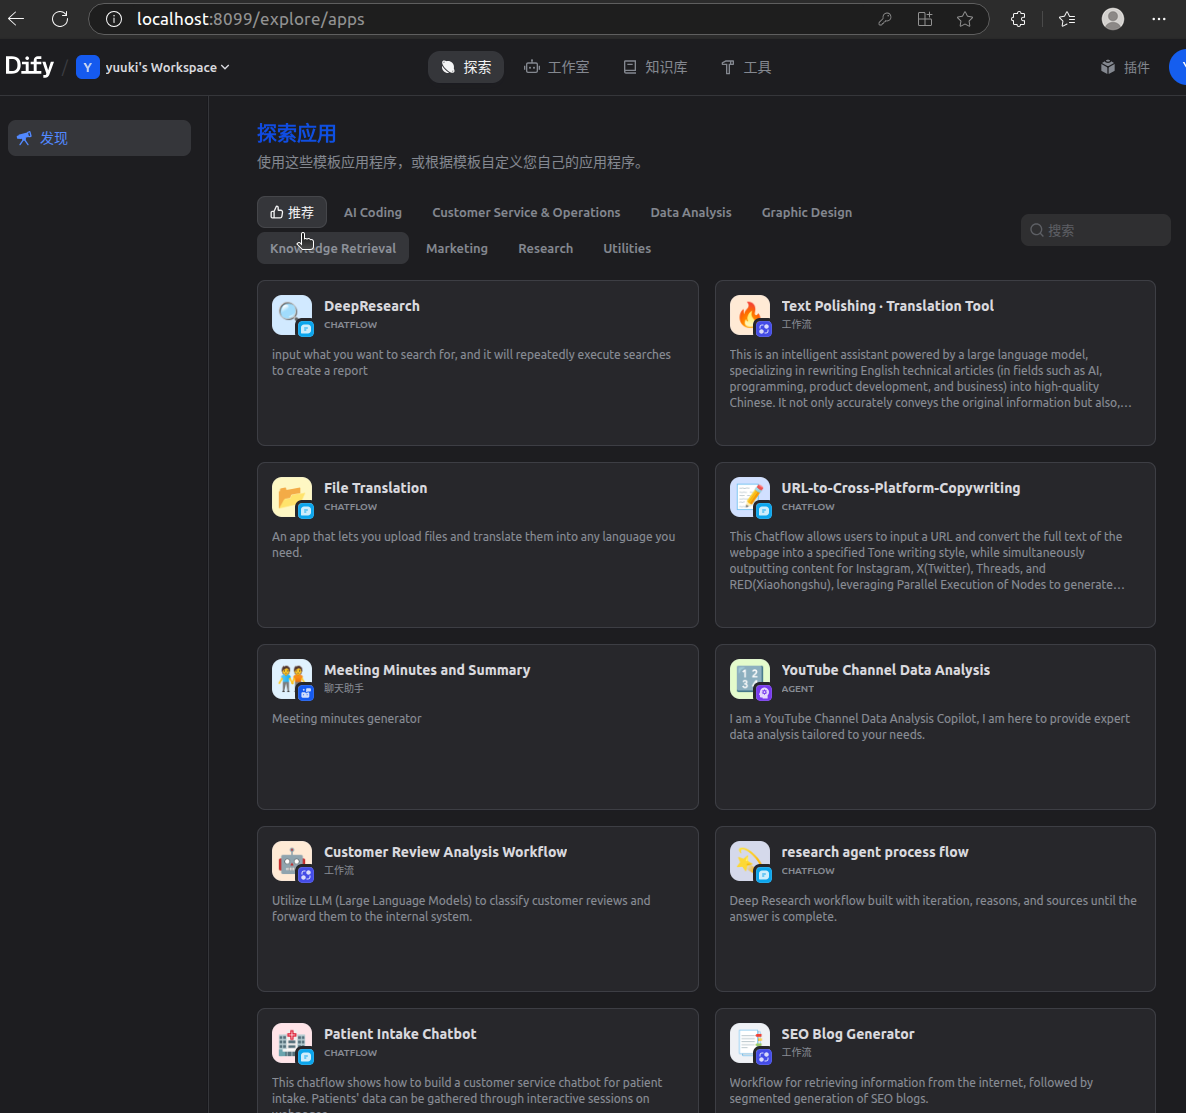 localhost:8099/explore/apps
Dify / Y yuuki's Workspace 探索 工作室 知识库 工具 插件
发现
探索应用
使用这些模板应用程序，或根据模板自定义您自己的应用程序。
推荐 AI Coding Customer Service & Operations Data Analysis Graphic Design
搜索
Knowledge Retrieval Marketing Research Utilities
DeepResearch
CHATFLOW
input what you want to search for, and it will repeatedly execute searches
to create a report
Text Polishing · Translation Tool
工作流
This is an intelligent assistant powered by a large language model,
specializing in rewriting English technical articles (in fields such as AI,
programming, product development, and business) into high-quality
Chinese. It not only accurately conveys the original information but also,...
File Translation
CHATFLOW
An app that lets you upload files and translate them into any language you
need.
URL-to-Cross-Platform-Copywriting
CHATFLOW
This Chatflow allows users to input a URL and convert the full text of the
webpage into a specified Tone writing style, while simultaneously
outputting content for Instagram, X(Twitter), Threads, and
RED(Xiaohongshu), leveraging Parallel Execution of Nodes to generate...
Meeting Minutes and Summary
聊天助手
Meeting minutes generator
YouTube Channel Data Analysis
AGENT
I am a YouTube Channel Data Analysis Copilot, I am here to provide expert
data analysis tailored to your needs.
Customer Review Analysis Workflow
工作流
Utilize LLM (Large Language Models) to classify customer reviews and
forward them to the internal system.
research agent process flow
CHATFLOW
Deep Research workflow built with iteration, reasons, and sources until the
answer is complete.
Patient Intake Chatbot
CHATFLOW
This chatflow shows how to build a customer service chatbot for patient
intake. Patients' data can be gathered through interactive sessions on
SEO Blog Generator
工作流
Workflow for retrieving information from the internet, followed by
segmented generation of SEO blogs.